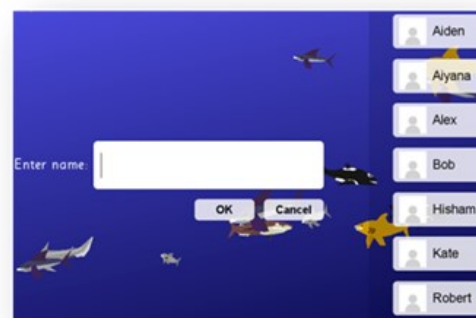 Enter name:
OK
Cancel
Aiden
Aiyana
Alex
Bob
Hisham
Kate
Robert